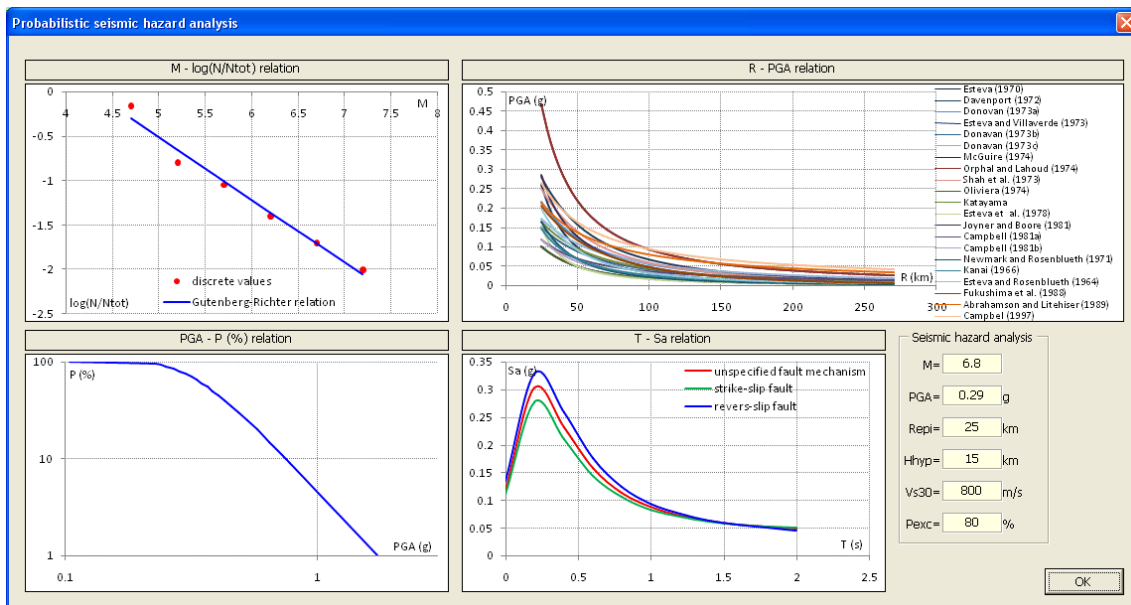 Probabilistic seismic hazard analysis
M - log(N/Ntot) relation
0
4 4.5 5 5.5 6 6.5 7 7.5 8
M
-0.5
-1
-1.5
-2
-2.5
discrete values
Gutenberg-Richter relation
log(N/Ntot)
R - PGA relation
PGA (g)
0.5
0.45
0.4
0.35
0.3
0.25
0.2
0.15
0.1
0.05
0
0 50 100 150 200 250 300
R (km)
Esteva (1970)
Davenport (1972)
Donovan (1973a)
Esteva and Villaverde (1973)
Donavan (1973b)
Donavan (1973c)
McGuire (1974)
Orphal and Lahoud (1974)
Shah et al. (1973)
Oliviera (1974)
Katayama
Esteva et al. (1978)
Joyner and Boore (1981)
Campbell (1981a)
Campbell (1981b)
Newmark and Rosenblueth (1971)
Kanai (1966)
Esteva and Rosenblueth (1964)
Fukushima et al. (1988)
Abrahamson and Litehiser (1989)
Campbel (1997)
PGA - P (%) relation
100
P (%)
10
1
PGA (g)
0.1 1
T - Sa relation
0.35
Sa (g)
0.3
0.25
0.2
0.15
0.1
0.05
0
0 0.5 1 1.5 2 2.5
T (s)
unspecified fault mechanism
strike-slip fault
revers-slip fault
Seismic hazard analysis
M= 6.8
PGA= 0.29 g
Repi= 25 km
Hhyp= 15 km
Vs30= 800 m/s
Pexc= 80 %
OK